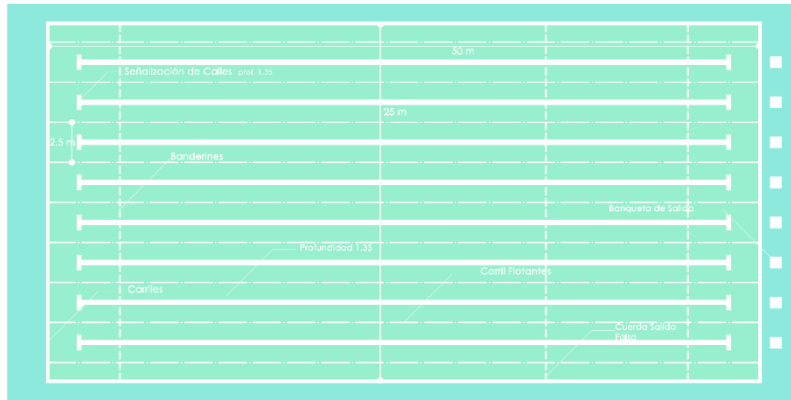 50 m
Señalización de Calles prof. 1.35
25 m
2.5 m
Banderines
Banqueta de Salida
Profundidad 1.35
Carril Flotantes
Carriles
Cuerda Salida
Falsa